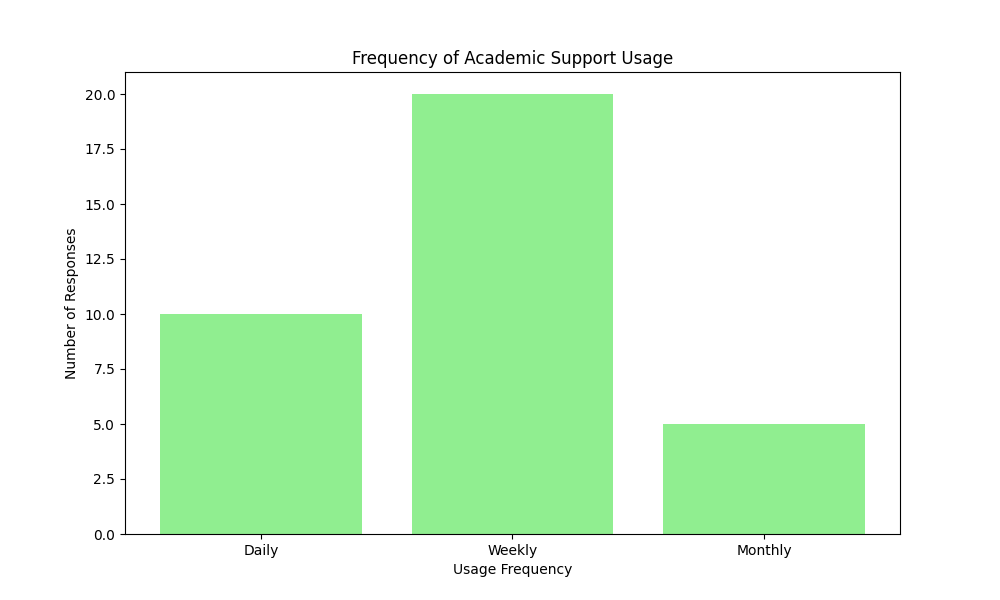 Frequency of Academic Support Usage
Number of Responses
20.0
17.5
15.0
12.5
10.0
7.5
5.0
2.5
0.0
Daily Weekly Monthly
Usage Frequency